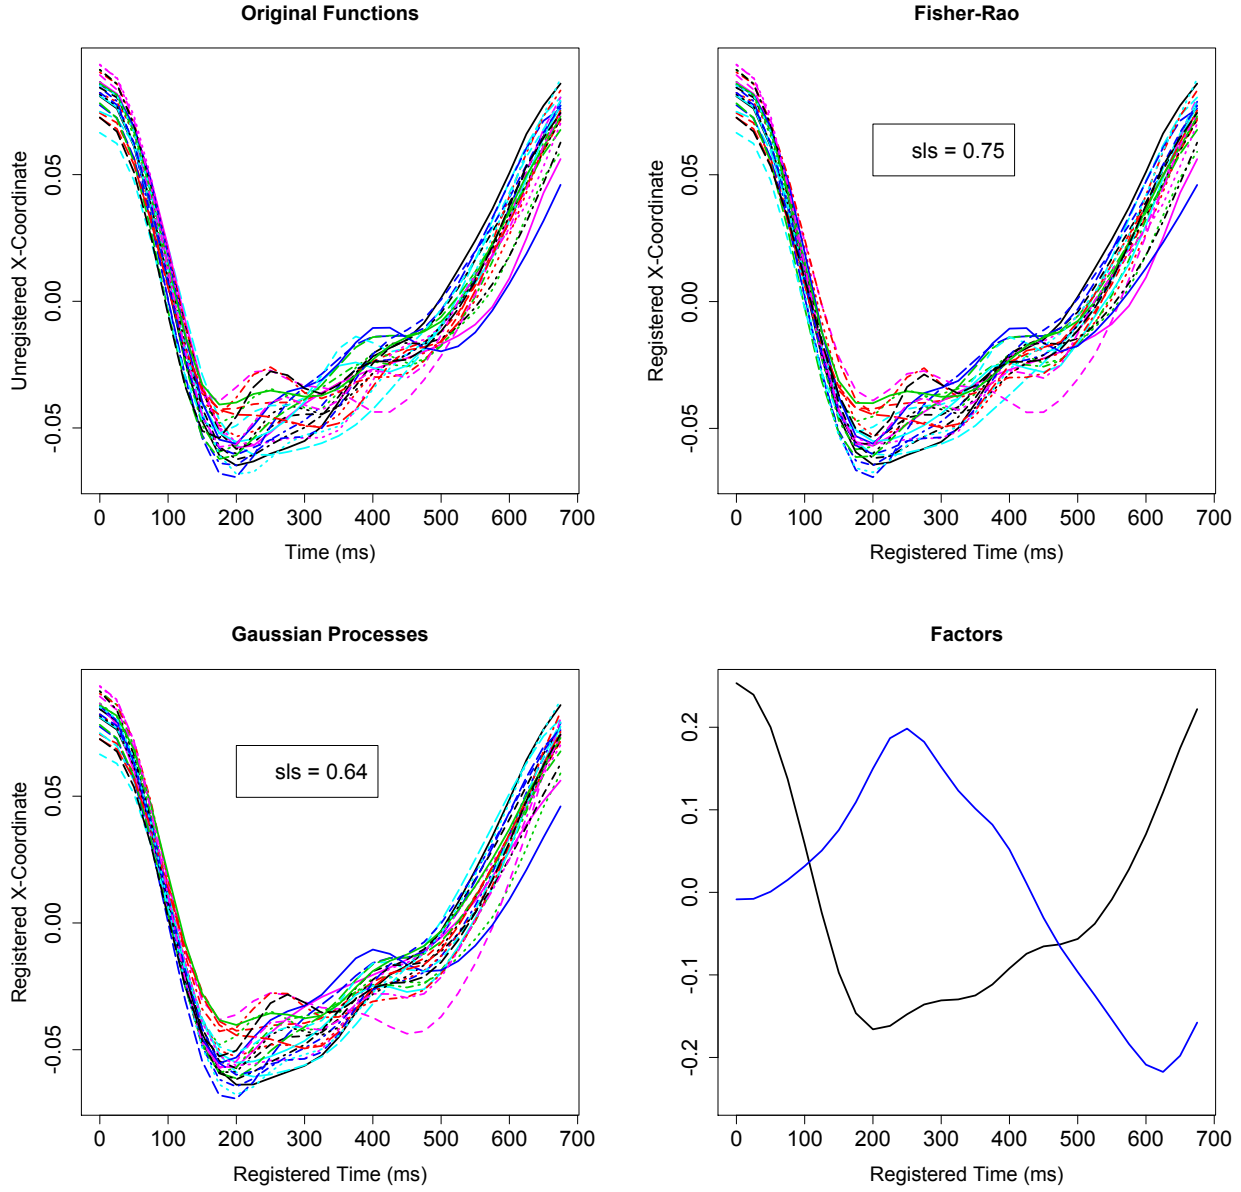 Original Functions
Unregistered X-Coordinate
0.05
0.00
-0.05
0 100 200 300 400 500 600 700
Time (ms)
Fisher-Rao
Registered X-Coordinate
0.05
0.00
-0.05
sls = 0.75
0 100 200 300 400 500 600 700
Registered Time (ms)
Gaussian Processes
Registered X-Coordinate
0.05
0.00
-0.05
sls = 0.64
0 100 200 300 400 500 600 700
Registered Time (ms)
Factors
0.2
0.1
0.0
-0.1
-0.2
0 100 200 300 400 500 600 700
Registered Time (ms)